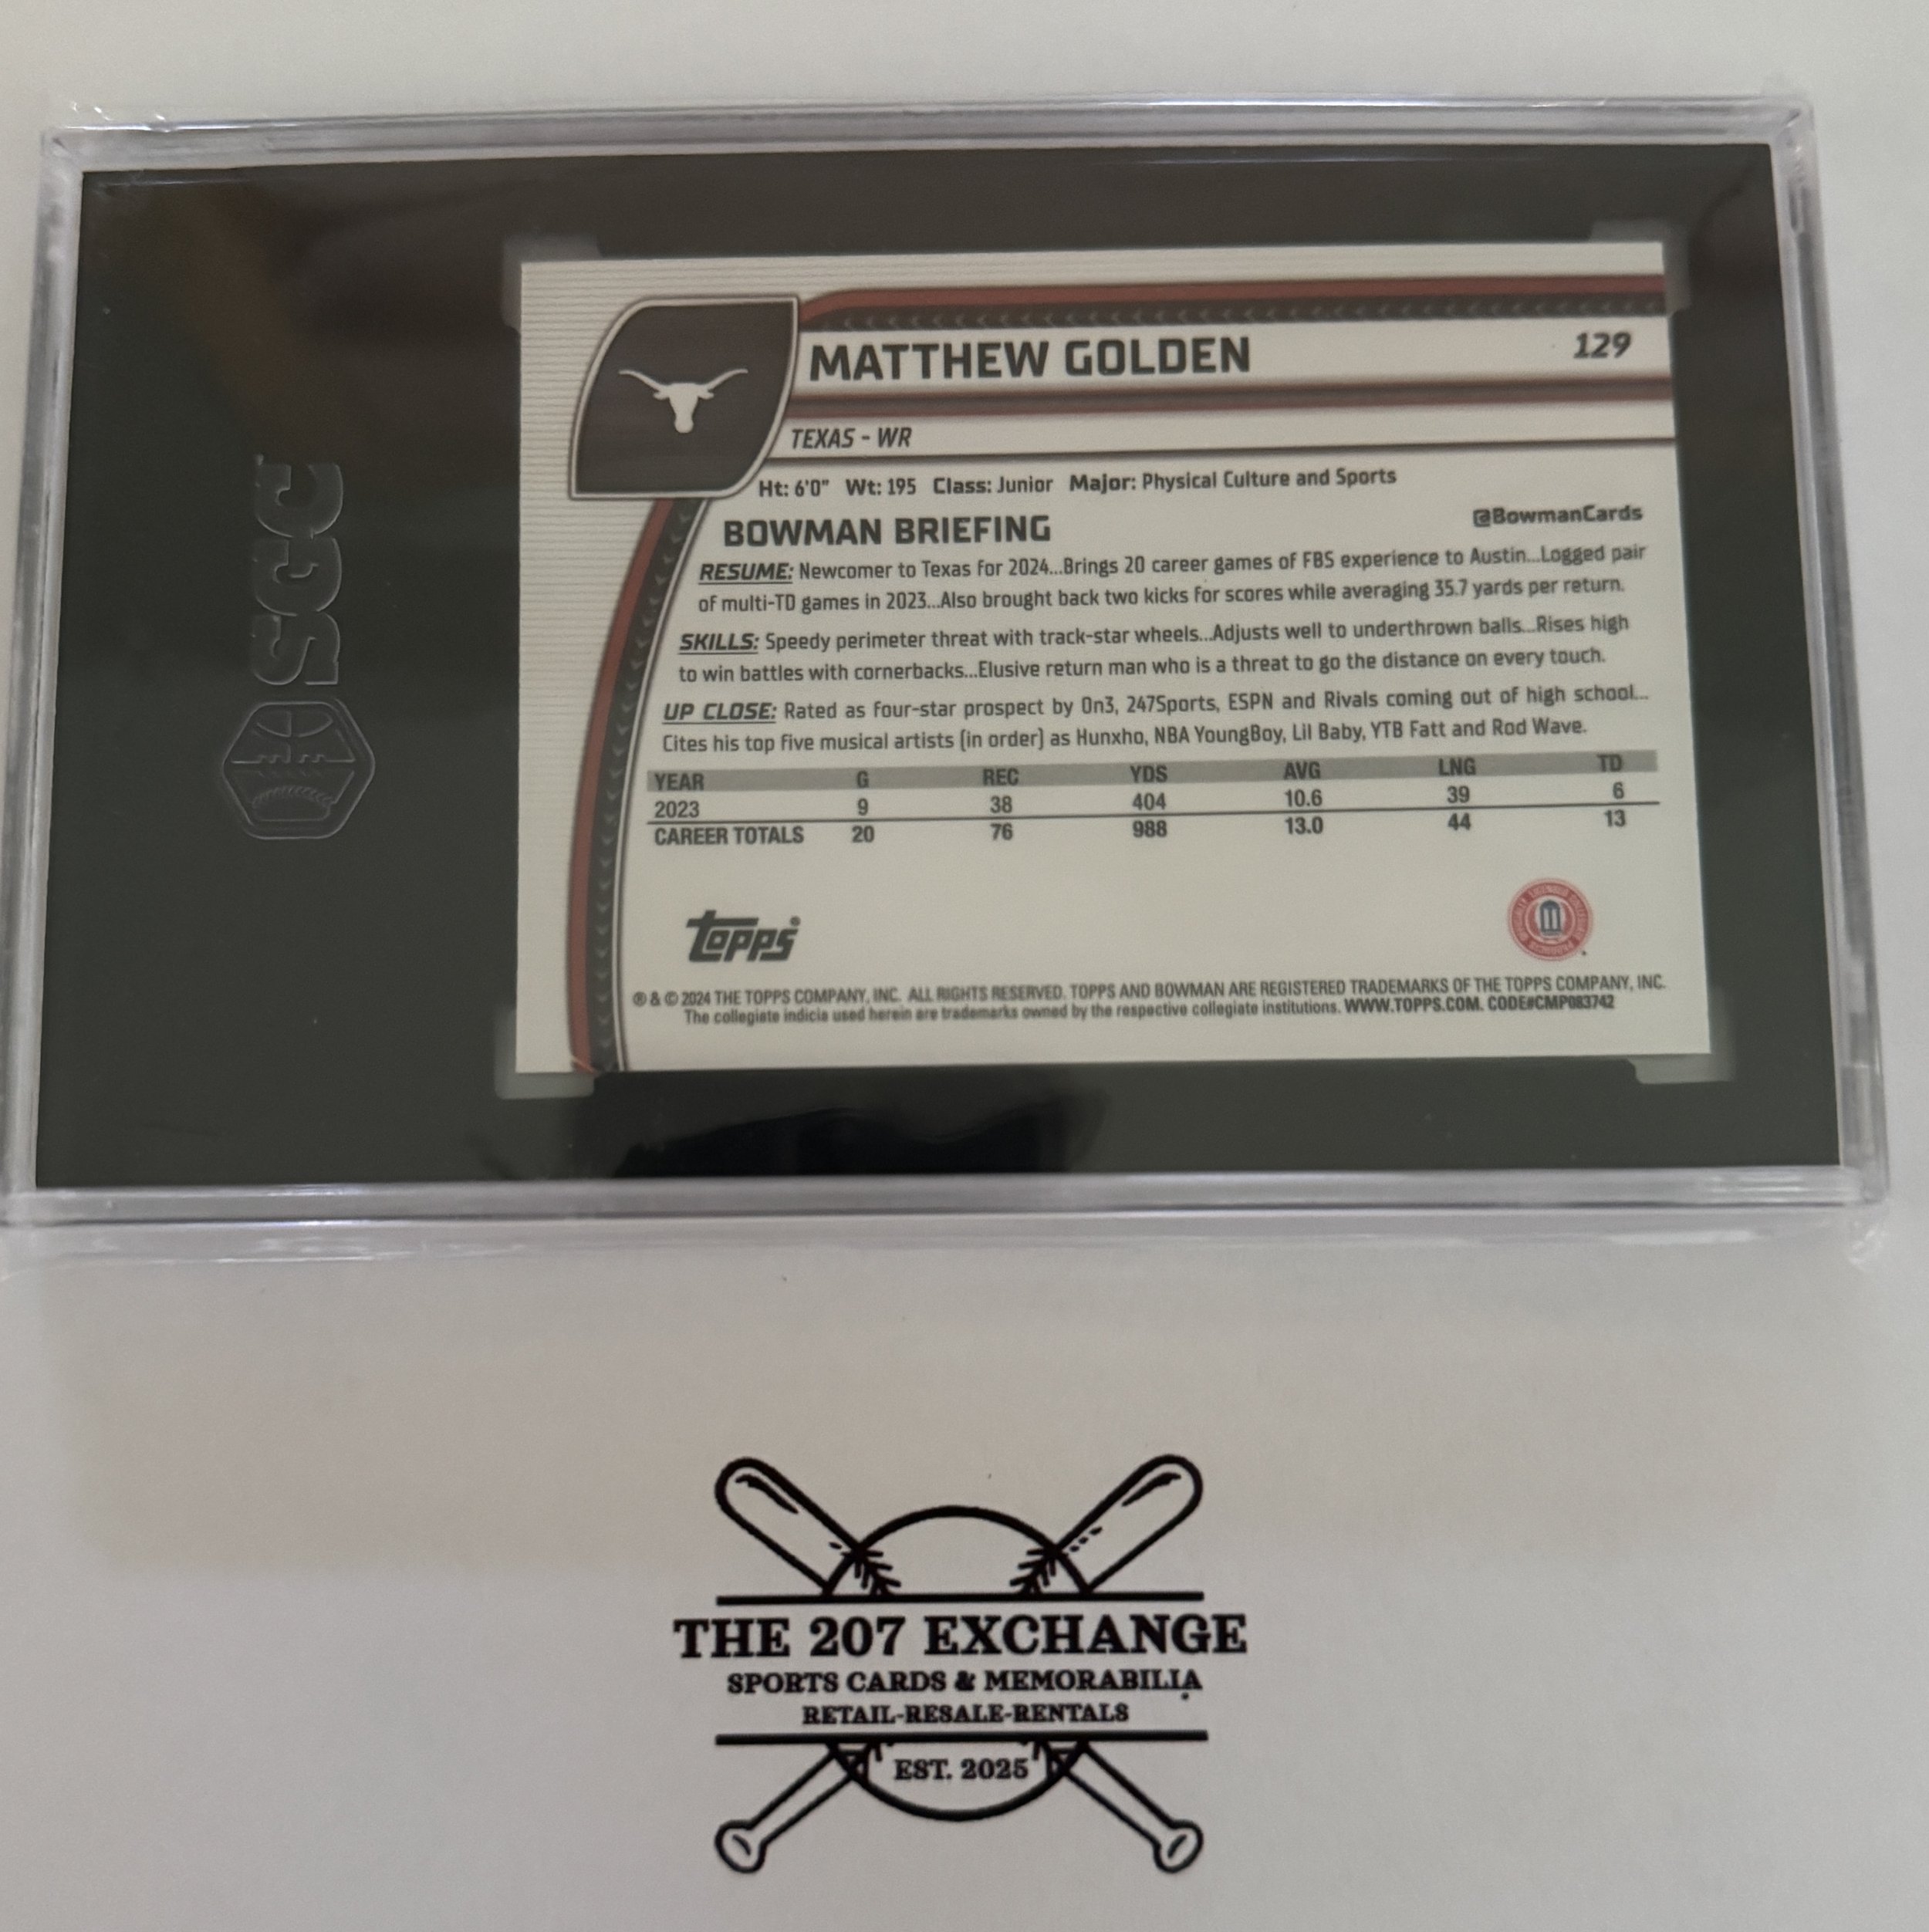 SGC
MATTHEW GOLDEN
129
TEXAS - WR
Ht: 6'0" Wt: 195 Class: Junior Major: Physical Culture and Sports
BOWMAN BRIEFING
@BowmanCards
RESUME: Newcomer to Texas for 2024...Brings 20 career games of FBS experience to Austin...Logged pair
of multi-TD games in 2023...Also brought back two kicks for scores while averaging 35.7 yards per return.
SKILLS: Speedy perimeter threat with track-star wheels...Adjusts well to underthrown balls...Rises high
to win battles with cornerbacks...Elusive return man who is a threat to go the distance on every touch.
UP CLOSE: Rated as four-star prospect by On3, 247Sports, ESPN and Rivals coming out of high school...
Cites his top five musical artists (in order) as Hunxho, NBA YoungBoy, Lil Baby, YTB Fatt and Rod Wave.
YEAR G REC YDS AVG LNG TD
2023 9 38 404 10.6 39 6
CAREER TOTALS 20 76 988 13.0 44 13
Topps
® & © 2024 THE TOPPS COMPANY, INC. ALL RIGHTS RESERVED. TOPPS AND BOWMAN ARE REGISTERED TRADEMARKS OF THE TOPPS COMPANY, INC.
The collegiate indicia used herein are trademarks owned by the respective collegiate institutions. WWW.TOPPS.COM. CODE#CMP083742
THE 207 EXCHANGE
SPORTS CARDS & MEMORABILIA
RETAIL-RESALE-RENTALS
EST. 2025